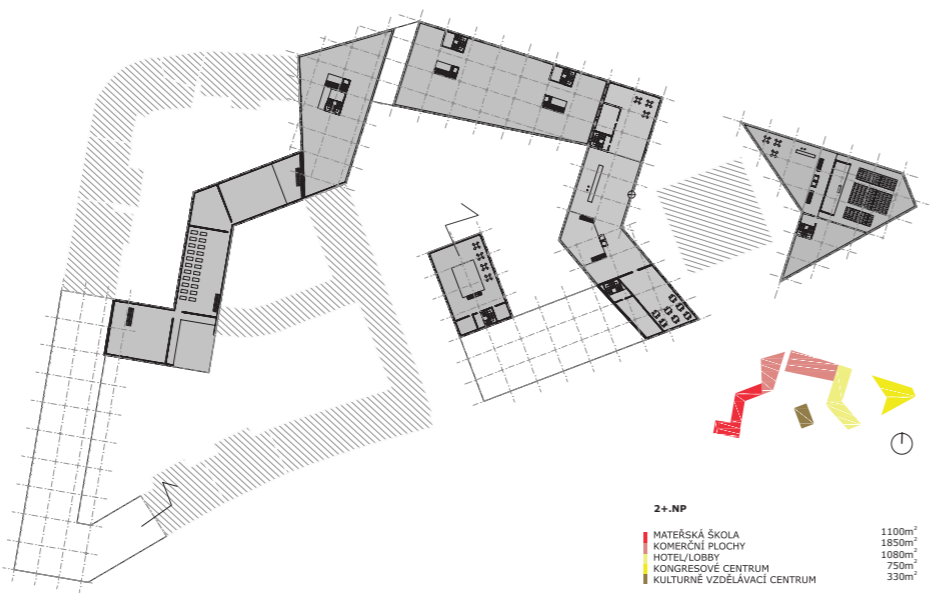 2+.NP
MATEŘSKÁ ŠKOLA 1100m²
KOMERČNÍ PLOCHY 1850m²
HOTEL/LOBBY 1080m²
KONGRESOVÉ CENTRUM 750m²
KULTURNĚ VZDĚLÁVACÍ CENTRUM 330m²